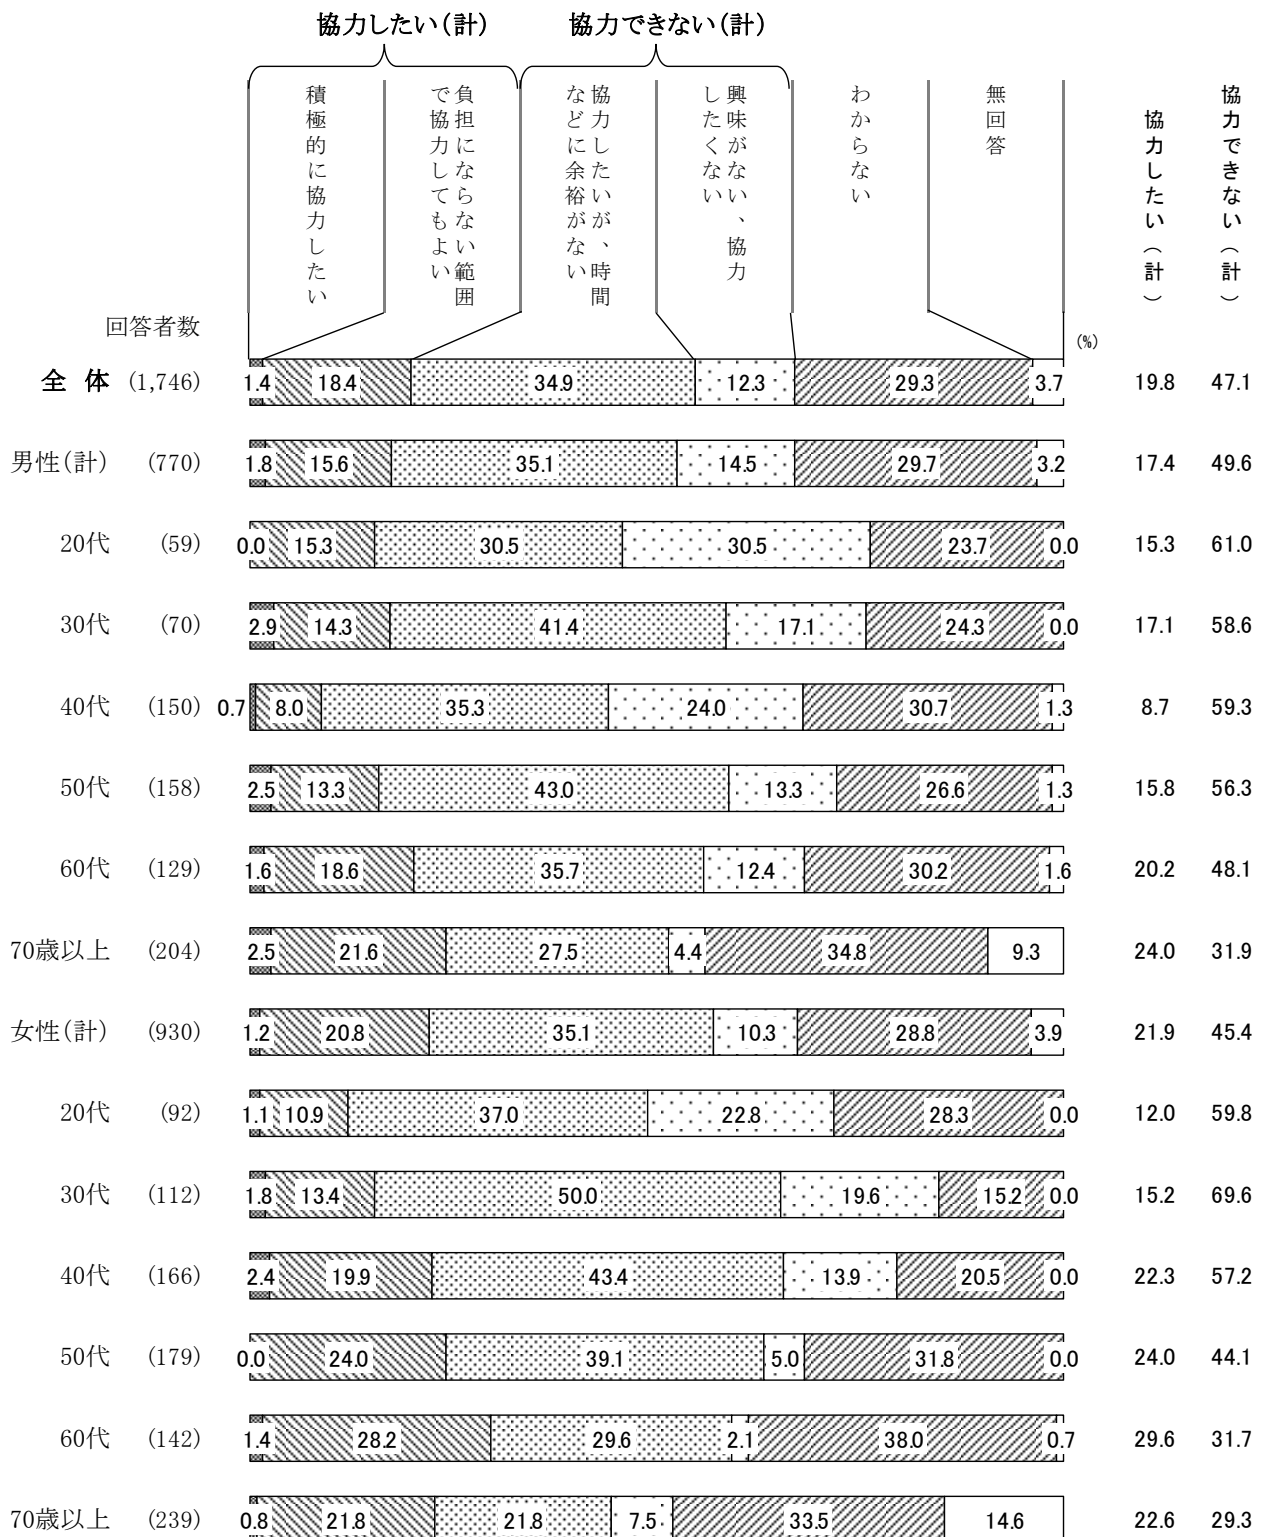 協力したい（計） 協力できない（計）
積極的に協力したい
負担にならない範囲
で協力してもよい
協力したいが、時間
などに余裕がない
興味がない、協力
したくない
わからない
無回答
協力したい（計）
協力できない（計）
回答者数
(%)
全 体 (1,746) 1.4 18.4 34.9 12.3 29.3 3.7 19.8 47.1
男性(計) (770) 1.8 15.6 35.1 14.5 29.7 3.2 17.4 49.6
20代 (59) 0.0 15.3 30.5 30.5 23.7 0.0 15.3 61.0
30代 (70) 2.9 14.3 41.4 17.1 24.3 0.0 17.1 58.6
40代 (150) 0.7 8.0 35.3 24.0 30.7 1.3 8.7 59.3
50代 (158) 2.5 13.3 43.0 13.3 26.6 1.3 15.8 56.3
60代 (129) 1.6 18.6 35.7 12.4 30.2 1.6 20.2 48.1
70歳以上 (204) 2.5 21.6 27.5 4.4 34.8 9.3 24.0 31.9
女性(計) (930) 1.2 20.8 35.1 10.3 28.8 3.9 21.9 45.4
20代 (92) 1.1 10.9 37.0 22.8 28.3 0.0 12.0 59.8
30代 (112) 1.8 13.4 50.0 19.6 15.2 0.0 15.2 69.6
40代 (166) 2.4 19.9 43.4 13.9 20.5 0.0 22.3 57.2
50代 (179) 0.0 24.0 39.1 5.0 31.8 0.0 24.0 44.1
60代 (142) 1.4 28.2 29.6 2.1 38.0 0.7 29.6 31.7
70歳以上 (239) 0.8 21.8 21.8 7.5 33.5 14.6 22.6 29.3